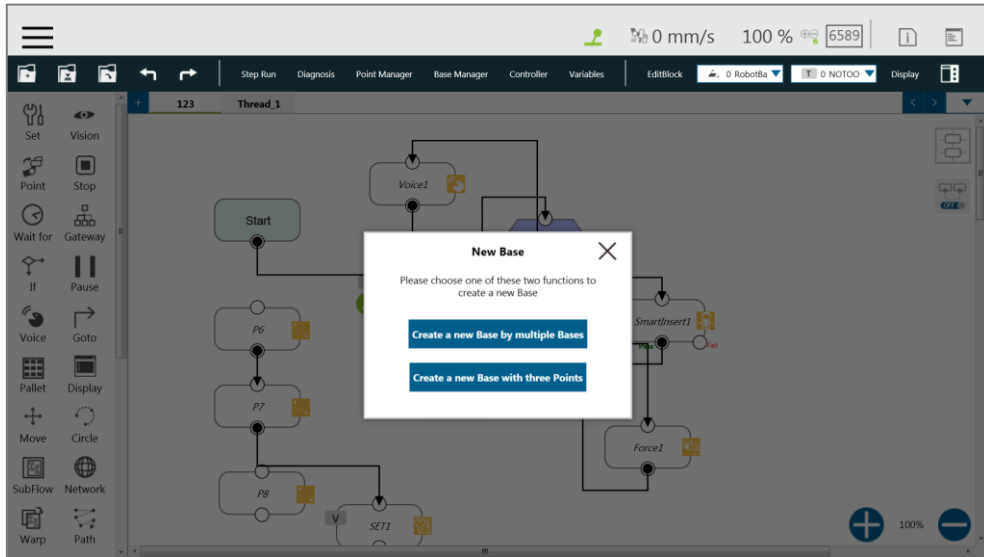 0 mm/s 100 % 6589
Step Run Diagnosis Point Manager Base Manager Controller Variables EditBlock 0 RobotBa T 0 NOTOO Display
+ 123 Thread_1
Set Vision
Point Stop
Wait for Gateway
If Pause
Voice Goto
Pallet Display
Move Circle
SubFlow Network
Warp Path
Voice1
Start
New Base
Please choose one of these two functions to
create a new Base
Create a new Base by multiple Bases
Create a new Base with three Points
SmartInsert1
Pass Fail
P6
P7
Force1
P8
V SET1
OFF
100%